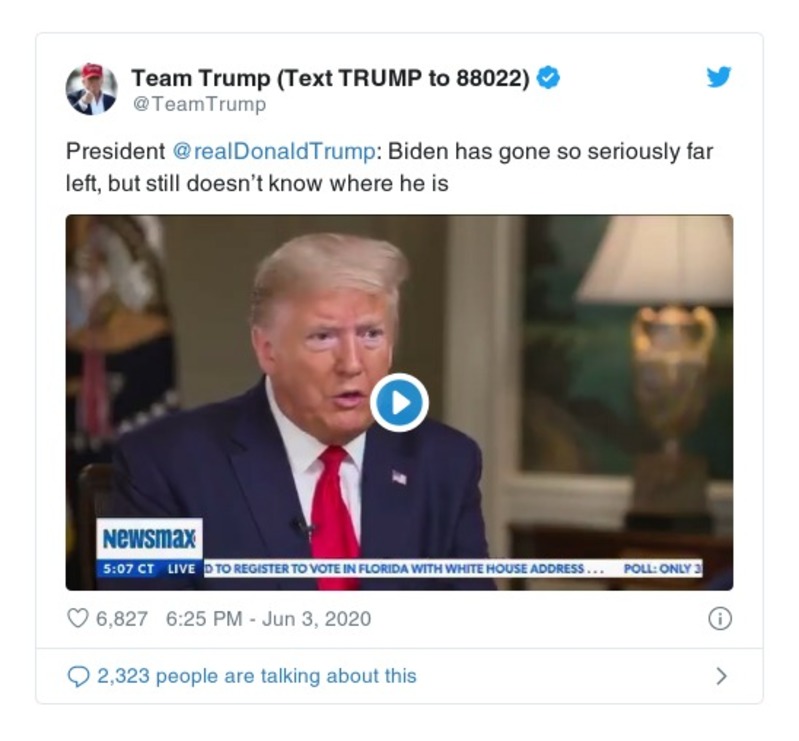 Team Trump (Text TRUMP to 88022)
@TeamTrump
President @realDonaldTrump: Biden has gone so seriously far
left, but still doesn’t know where he is
Newsmax
5:07 CT LIVE D TO REGISTER TO VOTE IN FLORIDA WITH WHITE HOUSE ADDRESS... POLL: ONLY 3
6,827 6:25 PM - Jun 3, 2020
2,323 people are talking about this